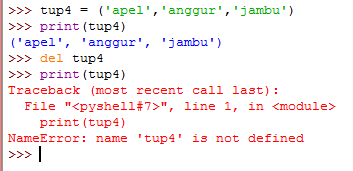 >>> tup4 = ('apel','anggur','jambu')
>>> print(tup4)
('apel', 'anggur', 'jambu')
>>> del tup4
>>> print(tup4)
Traceback (most recent call last):
  File "<pyshell#7>", line 1, in <module>
    print(tup4)
NameError: name 'tup4' is not defined
>>>